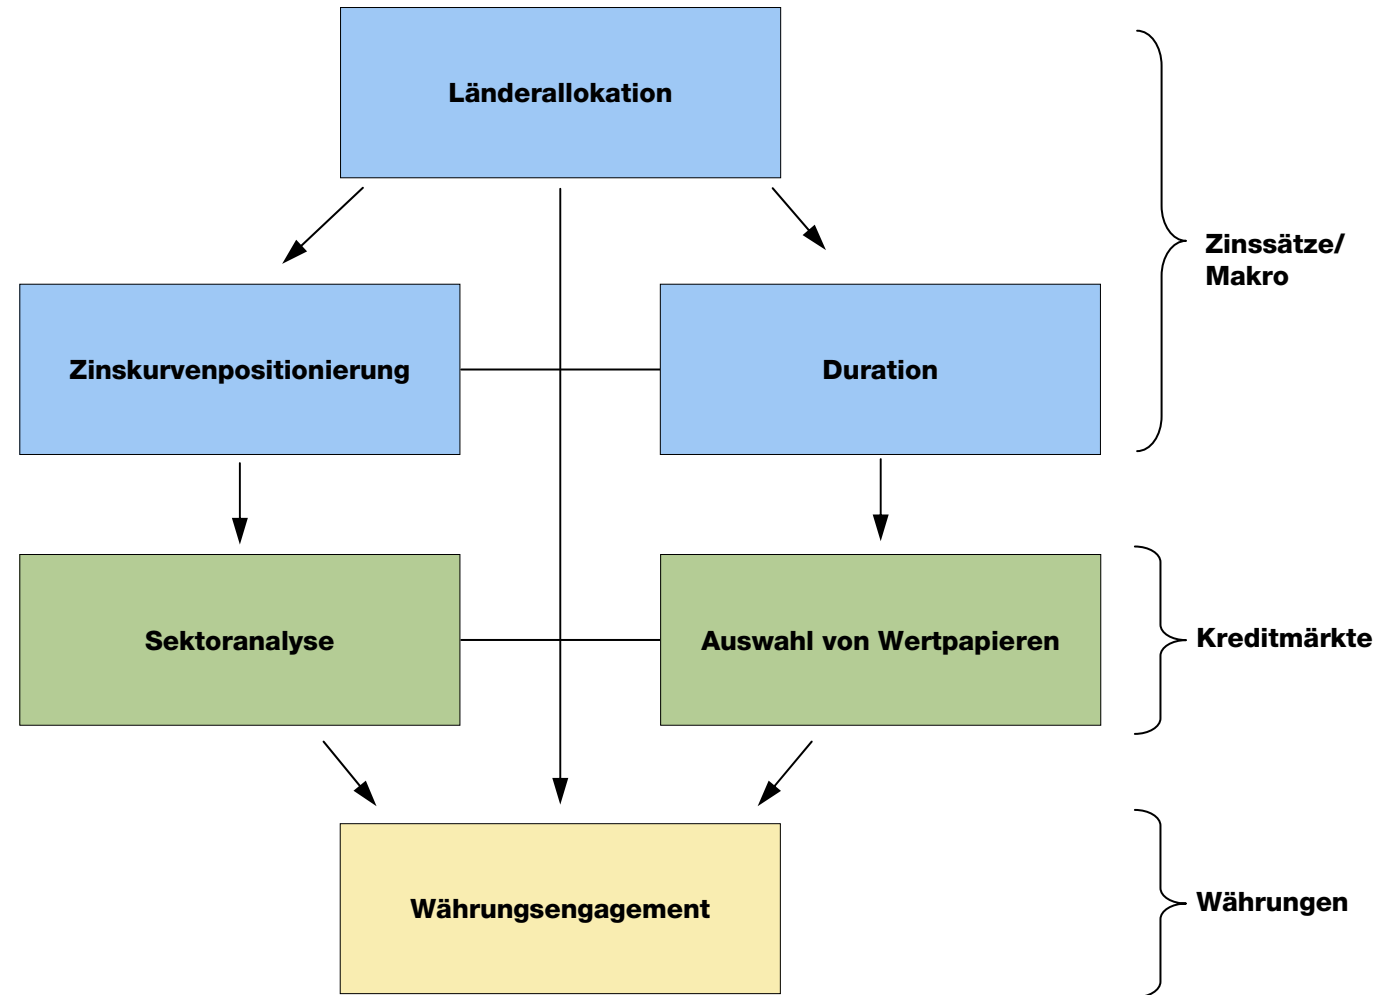 Länderallokation
Zinssätze/
Makro
Zinskurvenpositionierung
Duration
Sektoranalyse
Auswahl von Wertpapieren
Kreditmärkte
Währungsengagement
Währungen